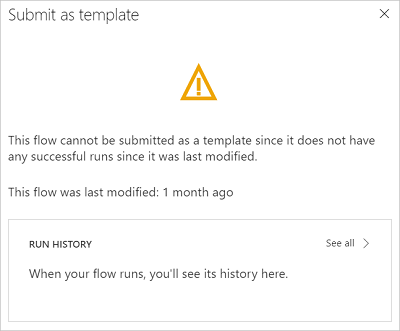 Submit as template
This flow cannot be submitted as a template since it does not have
any successful runs since it was last modified.
This flow was last modified: 1 month ago
RUN HISTORY
See all
When your flow runs, you'll see its history here.